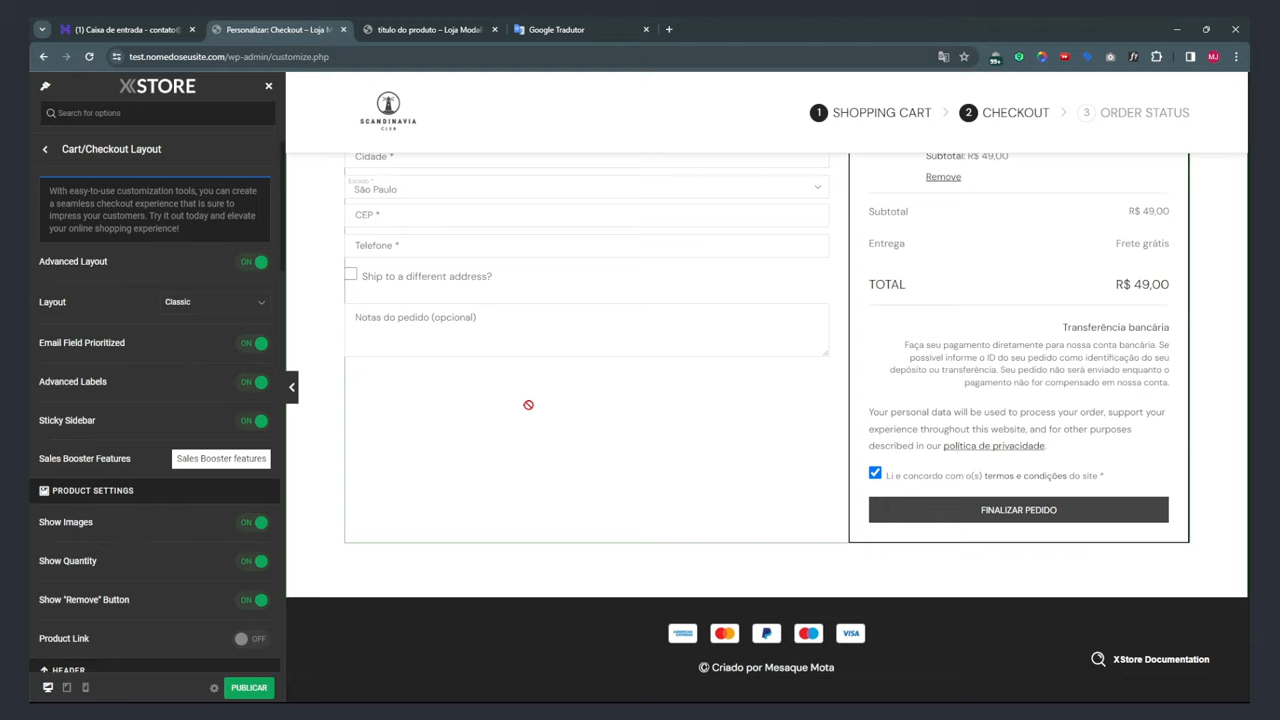 (1) Caixa de entrada - contato@
Personalizar: Checkout – Loja M
título do produto – Loja Modal
Google Tradutor
test.nomedoseusite.com/wp-admin/customize.php
99+
f?
MJ
XSTORE
Search for options
Cart/Checkout Layout
With easy-to-use customization tools, you can create
a seamless checkout experience that is sure to
impress your customers. Try it out today and elevate
your online shopping experience!
Advanced Layout
ON
Layout
Classic
Email Field Prioritized
ON
Advanced Labels
ON
Sticky Sidebar
ON
Sales Booster Features
Sales Booster features
PRODUCT SETTINGS
Show Images
ON
Show Quantity
ON
Show "Remove" Button
ON
Product Link
OFF
HEADER
PUBLICAR
SCANDINAVIA
CLUB
1 SHOPPING CART
2 CHECKOUT
3 ORDER STATUS
Cidade *
Estado *
São Paulo
CEP *
Telefone *
Ship to a different address?
Notas do pedido (opcional)
Subtotal: R$ 49,00
Remove
Subtotal
R$ 49,00
Entrega
Frete grátis
TOTAL
R$ 49,00
Transferência bancária
Faça seu pagamento diretamente para nossa conta bancária. Se
possivel informe o ID do seu pedido como identificação do seu
depósito ou transferência. Seu pedido não será enviado enquanto o
pagamento não for compensado em nossa conta.
Your personal data will be used to process your order, support your
experience throughout this website, and for other purposes
described in our política de privacidade.
Li e concordo com o(s) termos e condições do site *
FINALIZAR PEDIDO
AMERICAN EXPRESS
VISA
© Criado por Mesaque Mota
XStore Documentation